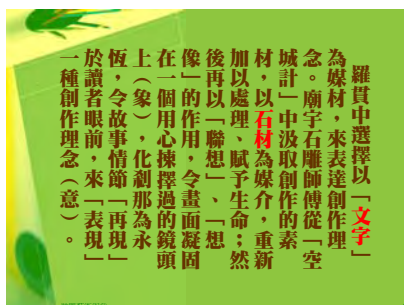 羅貫中選擇以「文字」
為媒材，來表達創作理
念。廟宇石雕師傅從「空
城計」中汲取創作的素
材，以石材為媒介，重新
加以處理、賦予生命；然
後再以「聯想」、「想
像」的作用，令畫面凝固
在一個用心揀擇過的鏡頭
上（象），化剎那為永
恆，令故事情節「再現」
於讀者眼前，來「表現」
一種創作理念（意）。